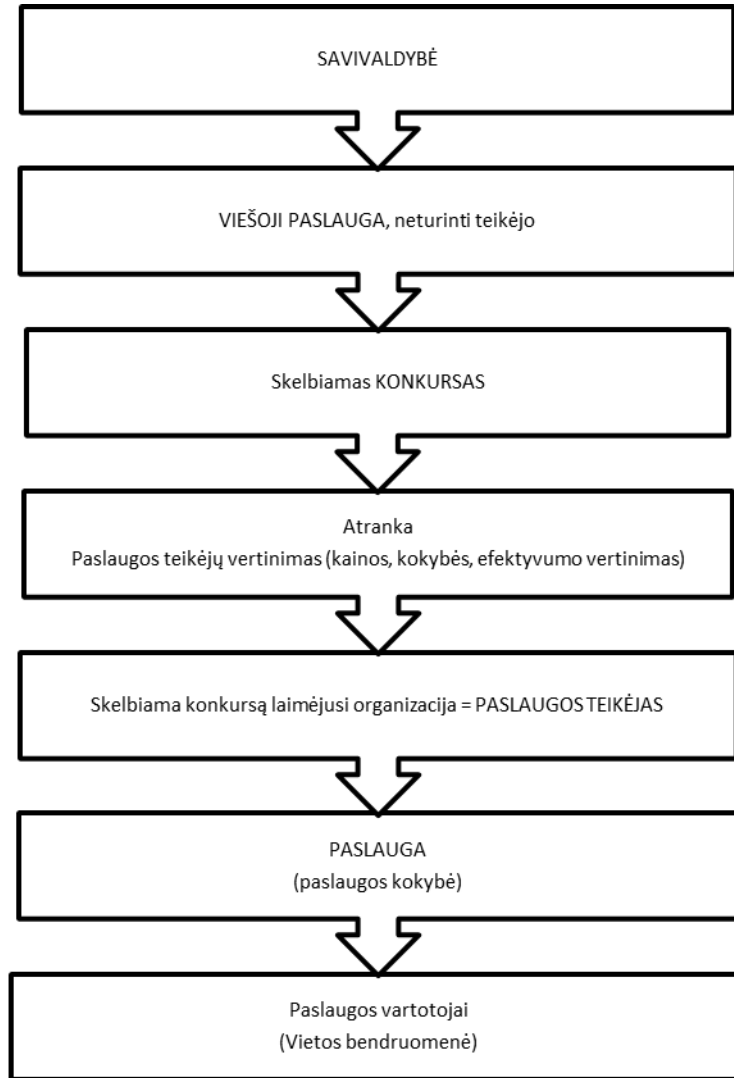 SAVIVALDYBĖ
VIEŠOJI PASLAUGA, neturinti teikėjo
Skelbiamas KONKURSAS
Atranka
Paslaugos teikėjų vertinimas (kainos, kokybės, efektyvumo vertinimas)
Skelbiama konkursą laimėjusi organizacija = PASLAUGOS TEIKĖJAS
PASLAUGA
(paslaugos kokybė)
Paslaugos vartotojai
(Vietos bendruomenė)